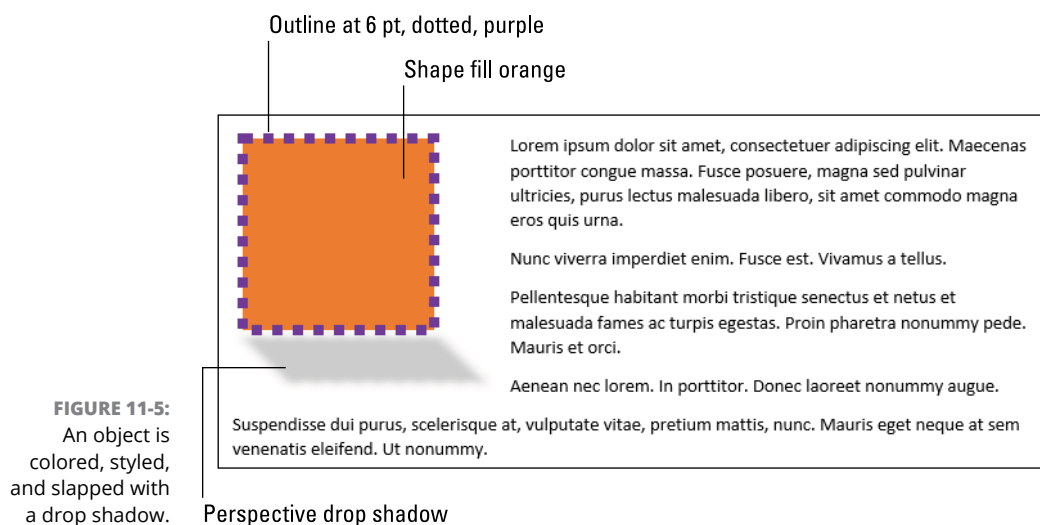 Outline at 6 pt, dotted, purple
Shape fill orange
Lorem ipsum dolor sit amet, consectetuer adipiscing elit. Maecenas
porttitor congue massa. Fusce posuere, magna sed pulvinar
ultricies, purus lectus malesuada libero, sit amet commodo magna
eros quis urna.
Nunc viverra imperdiet enim. Fusce est. Vivamus a tellus.
Pellentesque habitant morbi tristique senectus et netus et
malesuada fames ac turpis egestas. Proin pharetra nonummy pede.
Mauris et orci.
Aenean nec lorem. In porttitor. Donec laoreet nonummy augue.
Suspendisse dui purus, scelerisque at, vulputate vitae, pretium mattis, nunc. Mauris eget neque at sem
venenatis eleifend. Ut nonummy.
FIGURE 11-5:
An object is
colored, styled,
and slapped with
a drop shadow.
Perspective drop shadow